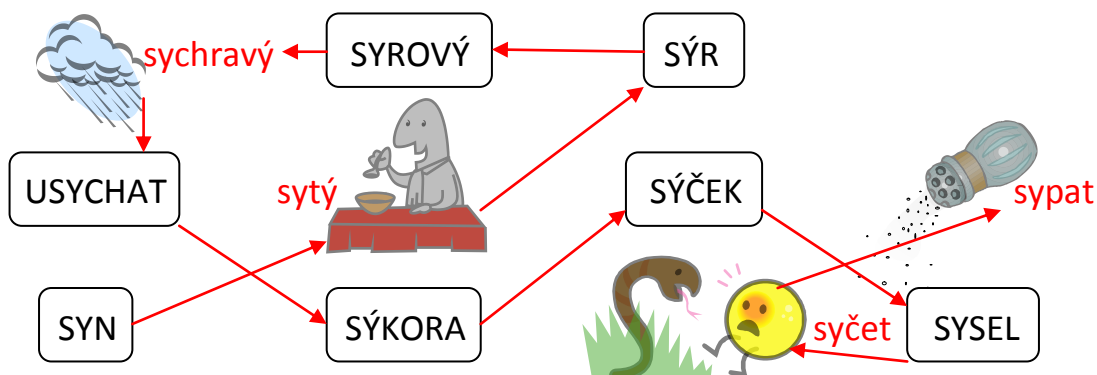 sychravý
SYROVÝ
SÝR
USYCHAT
sytý
SÝČEK
sypat
SYN
SÝKORA
syčet
SYSEL